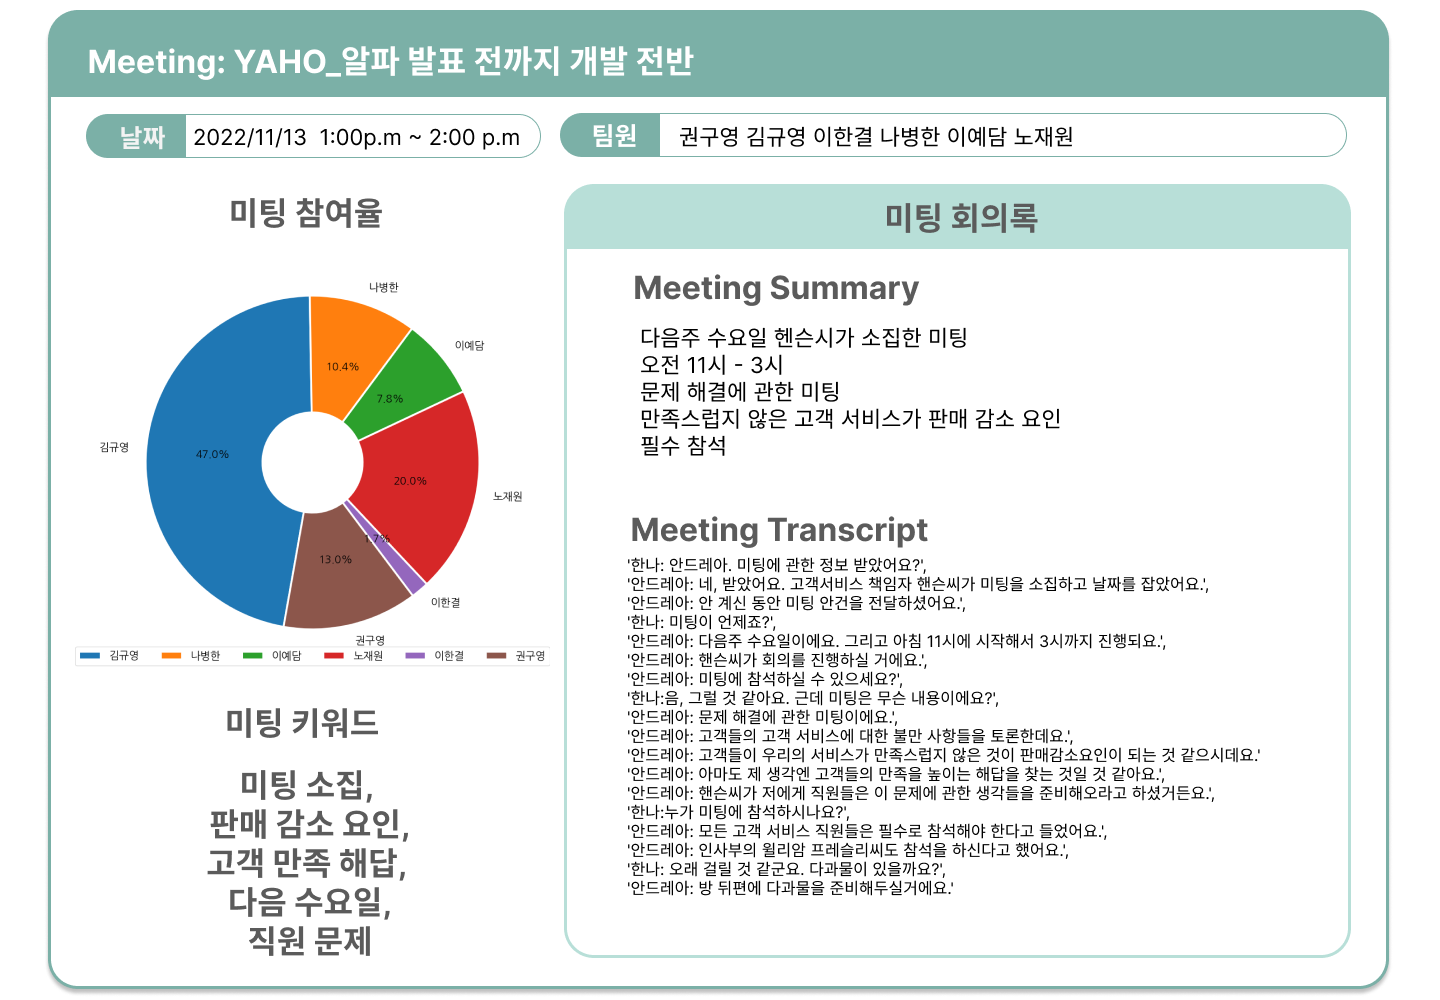 Meeting: YAHO_알파 발표 전까지 개발 전반
날짜
2022/11/13 1:00p.m ~ 2:00 p.m
팀원
권구영 김규영 이한결 나병한 이예담 노재원
미팅 참여율
나병한
이예담
10.4%
7.8%
김규영
47.0%
20.0%
노재원
1.7%
13.0%
이한결
권구영
김규영 나병한 이예담 노재원 이한결 권구영
미팅 키워드
미팅 소집,
판매 감소 요인,
고객 만족 해답,
다음 수요일,
직원 문제
미팅 회의록
Meeting Summary
다음주 수요일 헨슨시가 소집한 미팅
오전 11시 - 3시
문제 해결에 관한 미팅
만족스럽지 않은 고객 서비스가 판매 감소 요인
필수 참석
Meeting Transcript
'한나: 안드레아. 미팅에 관한 정보 받았어요?',
'안드레아: 네, 받았어요. 고객서비스 책임자 핸슨씨가 미팅을 소집하고 날짜를 잡았어요.',
'안드레아: 안 계신 동안 미팅 안건을 전달하셨어요.',
'한나: 미팅이 언제죠?',
'안드레아: 다음주 수요일이에요. 그리고 아침 11시에 시작해서 3시까지 진행되요.',
'안드레아: 핸슨씨가 회의를 진행하실 거에요.',
'안드레아: 미팅에 참석하실 수 있으세요?',
'한나:음, 그럴 것 같아요. 근데 미팅은 무슨 내용이에요?',
'안드레아: 문제 해결에 관한 미팅이에요.',
'안드레아: 고객들의 고객 서비스에 대한 불만 사항들을 토론한데요.',
'안드레아: 고객들이 우리의 서비스가 만족스럽지 않은 것이 판매감소요인이 되는 것 같으시데요.'
'안드레아: 아마도 제 생각엔 고객들의 만족을 높이는 해답을 찾는 것일 것 같아요.',
'안드레아: 핸슨씨가 저에게 직원들은 이 문제에 관한 생각들을 준비해오라고 하셨거든요.',
'한나:누가 미팅에 참석하시나요?',
'안드레아: 모든 고객 서비스 직원들은 필수로 참석해야 한다고 들었어요.',
'안드레아: 인사부의 윌리암 프레슬리씨도 참석을 하신다고 했어요.',
'한나: 오래 걸릴 것 같군요. 다과물이 있을까요?',
'안드레아: 방 뒤편에 다과물을 준비해두실거에요.'